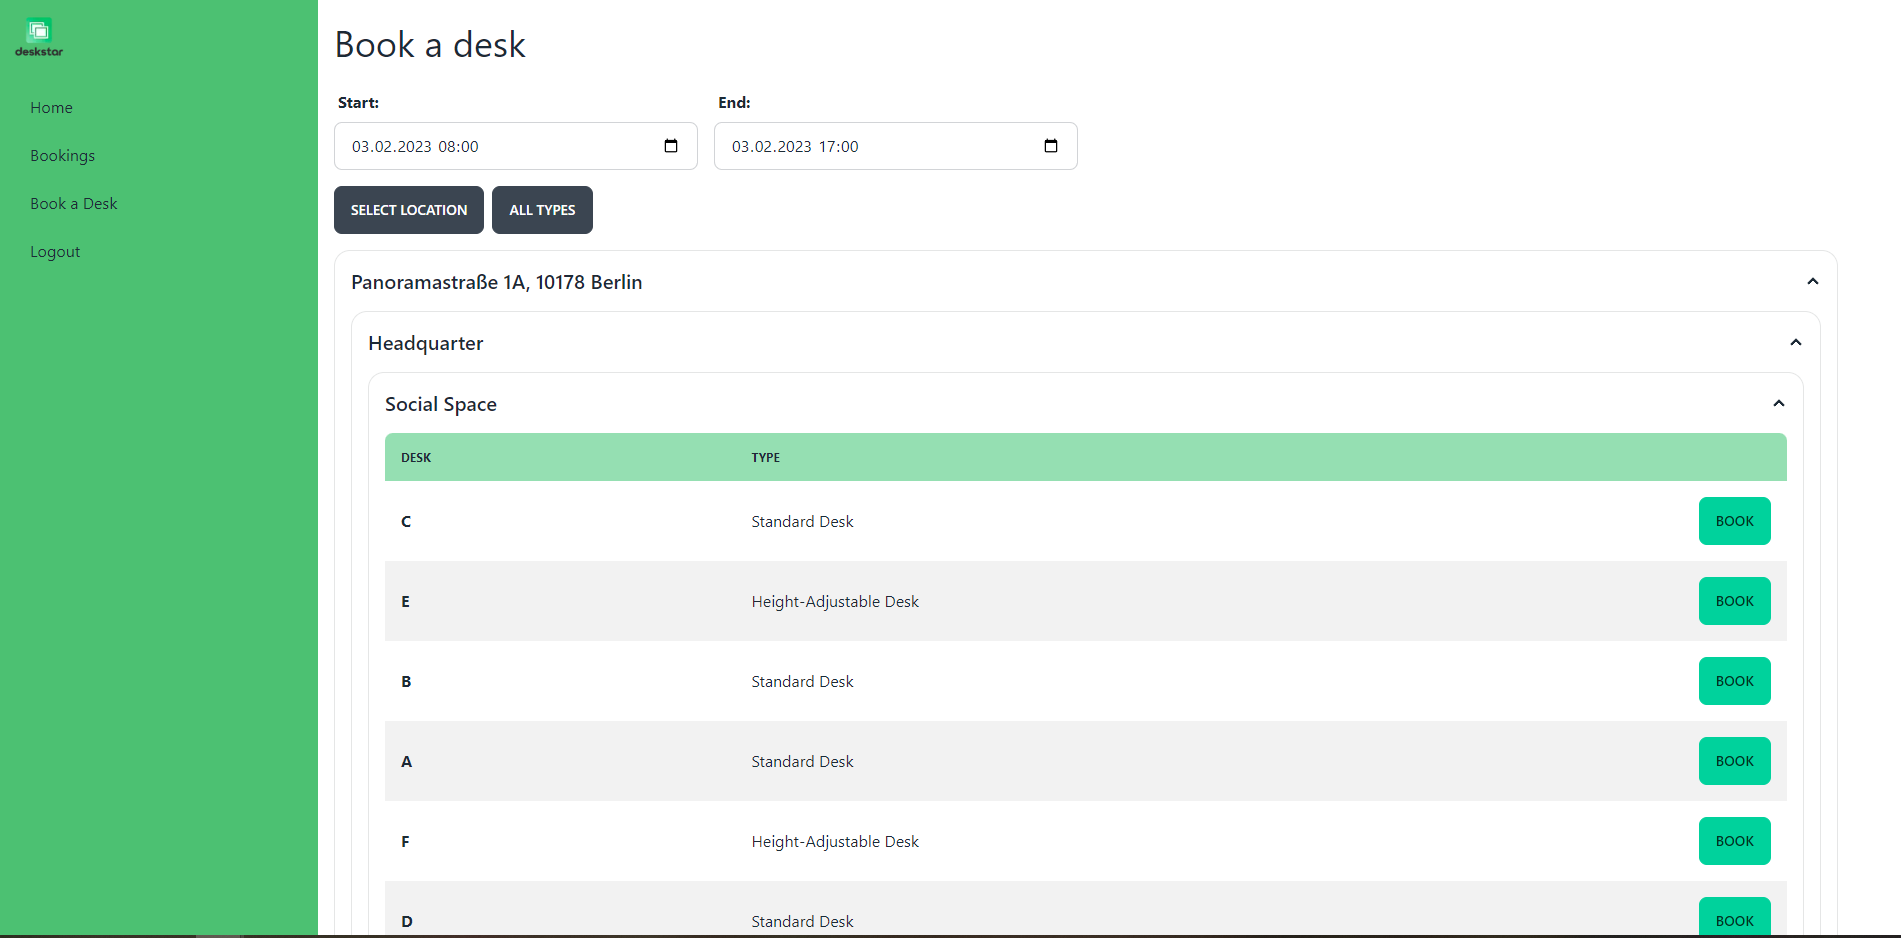 deskstar
Home
Bookings
Book a Desk
Logout
Book a desk
Start: End:
03.02.2023 08:00 03.02.2023 17:00
SELECT LOCATION ALL TYPES
Panoramastraße 1A, 10178 Berlin
Headquarter
Social Space
DESK TYPE
C Standard Desk BOOK
E Height-Adjustable Desk BOOK
B Standard Desk BOOK
A Standard Desk BOOK
F Height-Adjustable Desk BOOK
D Standard Desk BOOK